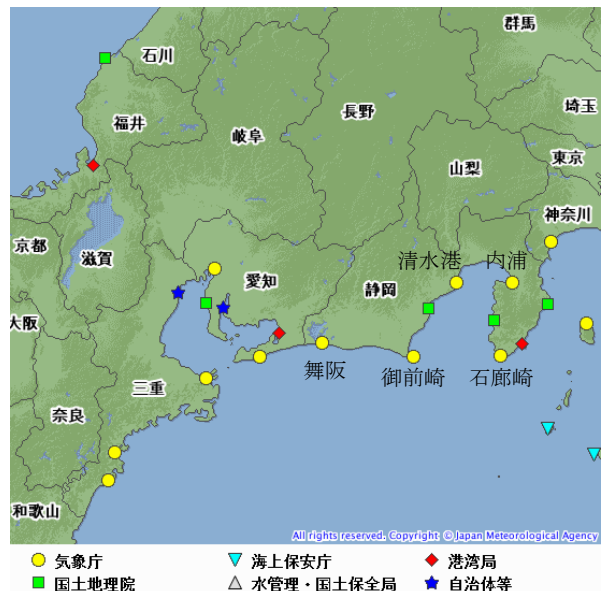 群馬
石川
長野
埼玉
福井
岐阜
東京
山梨
神奈川
京都
滋賀
清水港
内浦
愛知
静岡
大阪
舞阪
御前崎
石廊崎
三重
奈良
和歌山
All rights reserved. Copyright © Japan Meteorological Agency
気象庁
海上保安庁
港湾局
国土地理院
水管理・国土保全局
自治体等